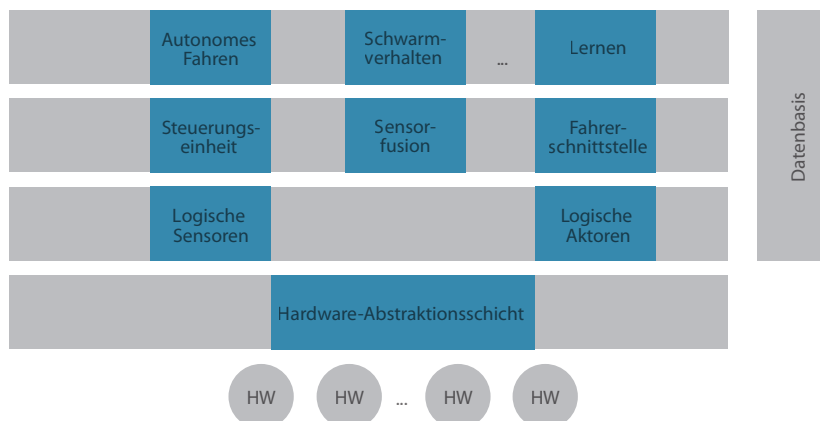 Autonomes
Fahren
Schwarm-
verhalten
...
Lernen
Steuerungs-
einheit
Sensor-
fusion
Fahrer-
schnittstelle
Logische
Sensoren
Logische
Aktoren
Hardware-Abstraktionsschicht
HW
HW
...
HW
HW
Datenbasis